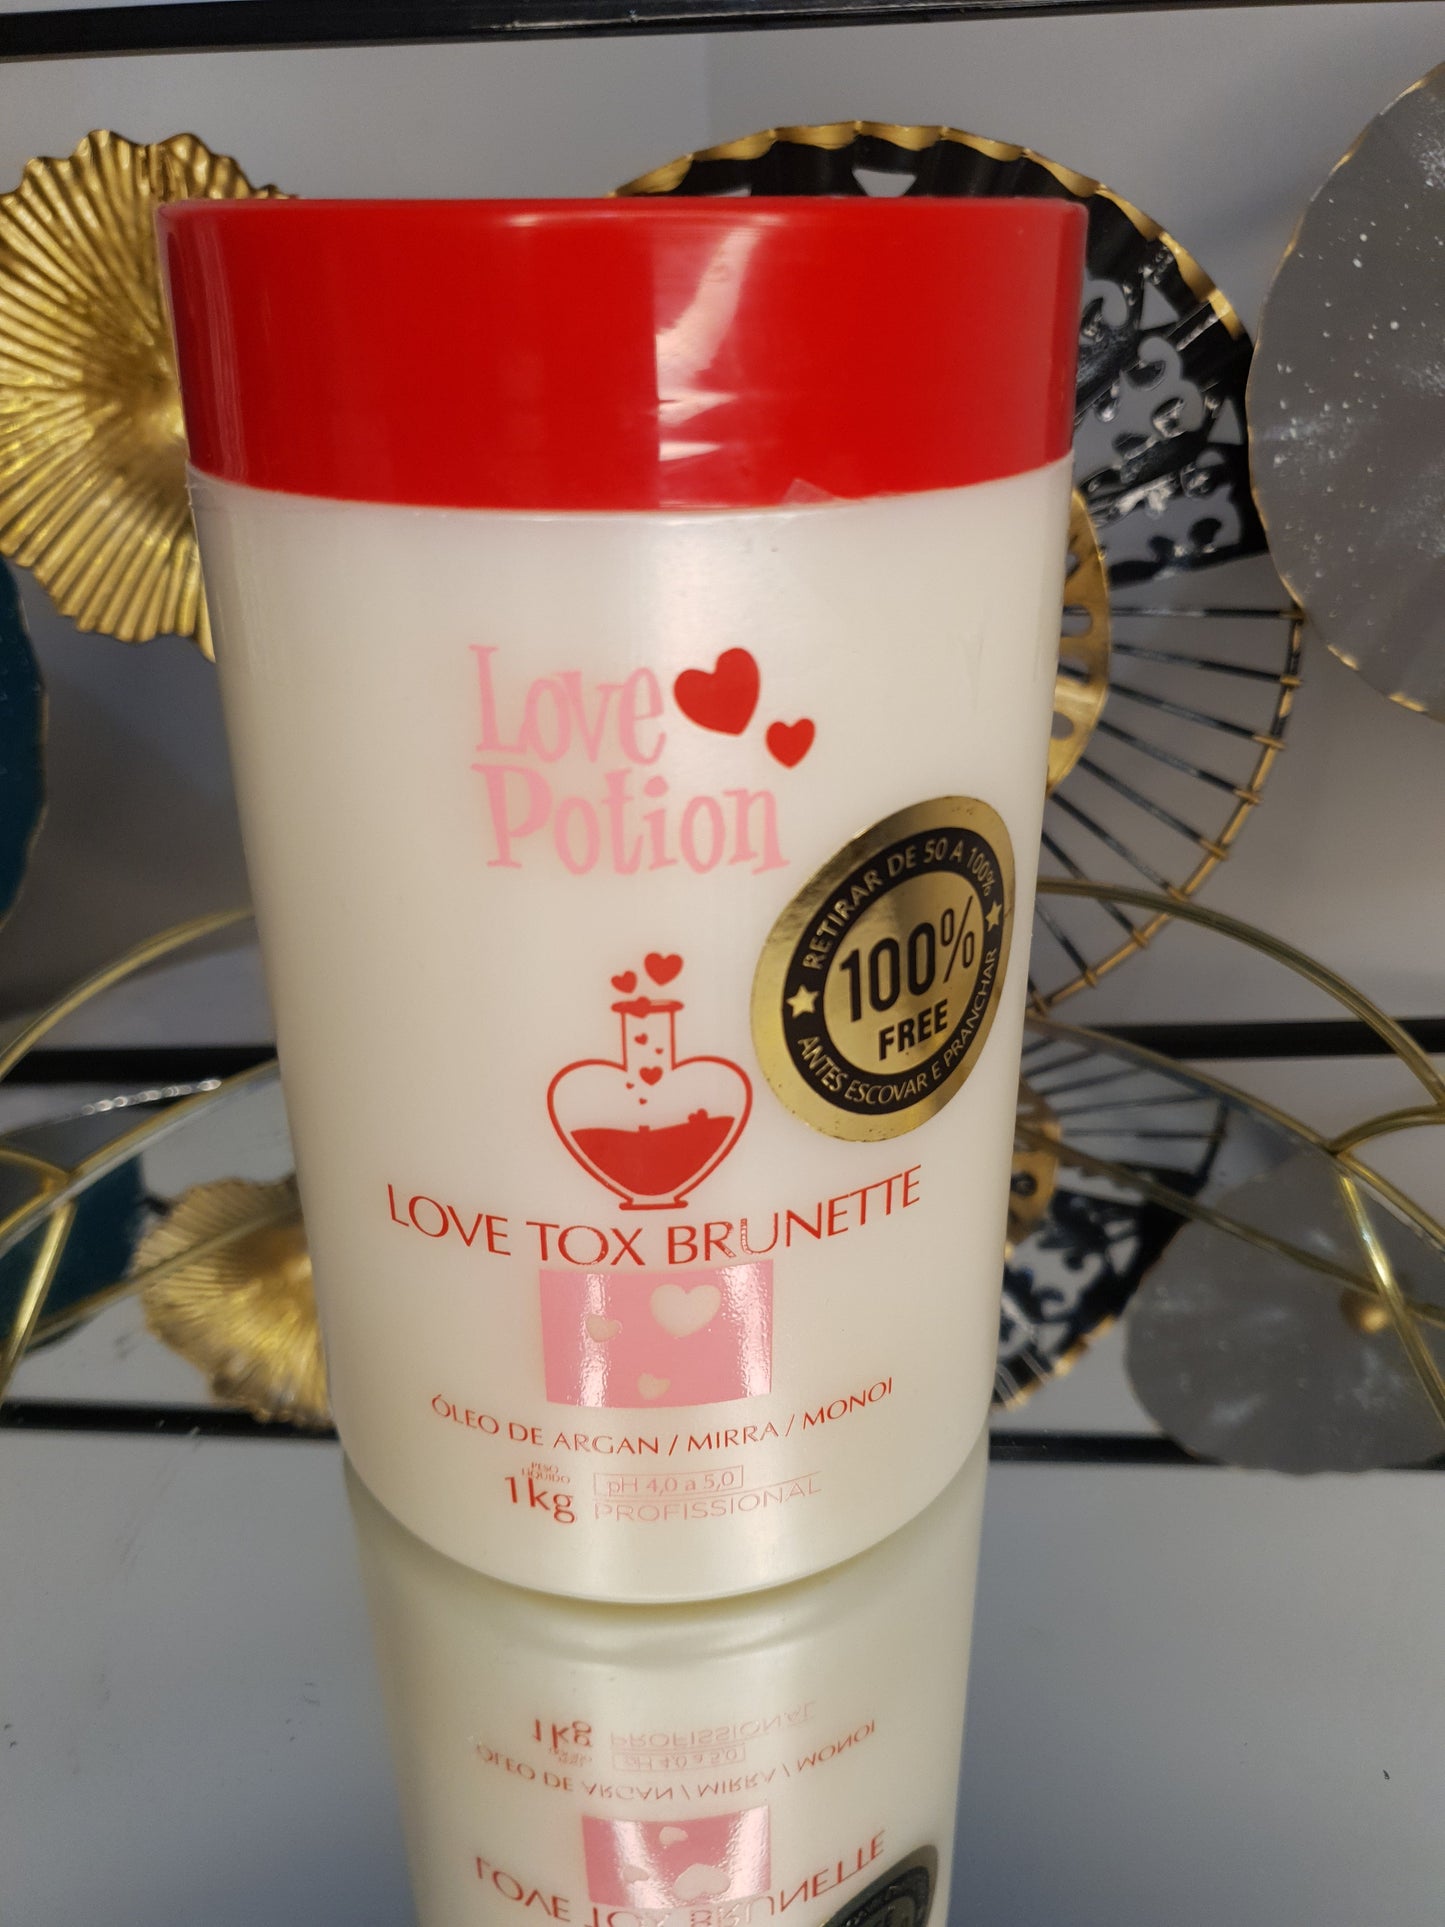 Love
Potion
RETIRAR DE 50 A 100%
100%
FREE
ANTES ESCOVAR E PRANCHAR
LOVE TOX BRUNETTE
ÓLEO DE ARGAN / MIRRA / MONOI
PESO
LÍQUIDO
1kg
pH 4,0 a 5,0
PROFISSIONAL